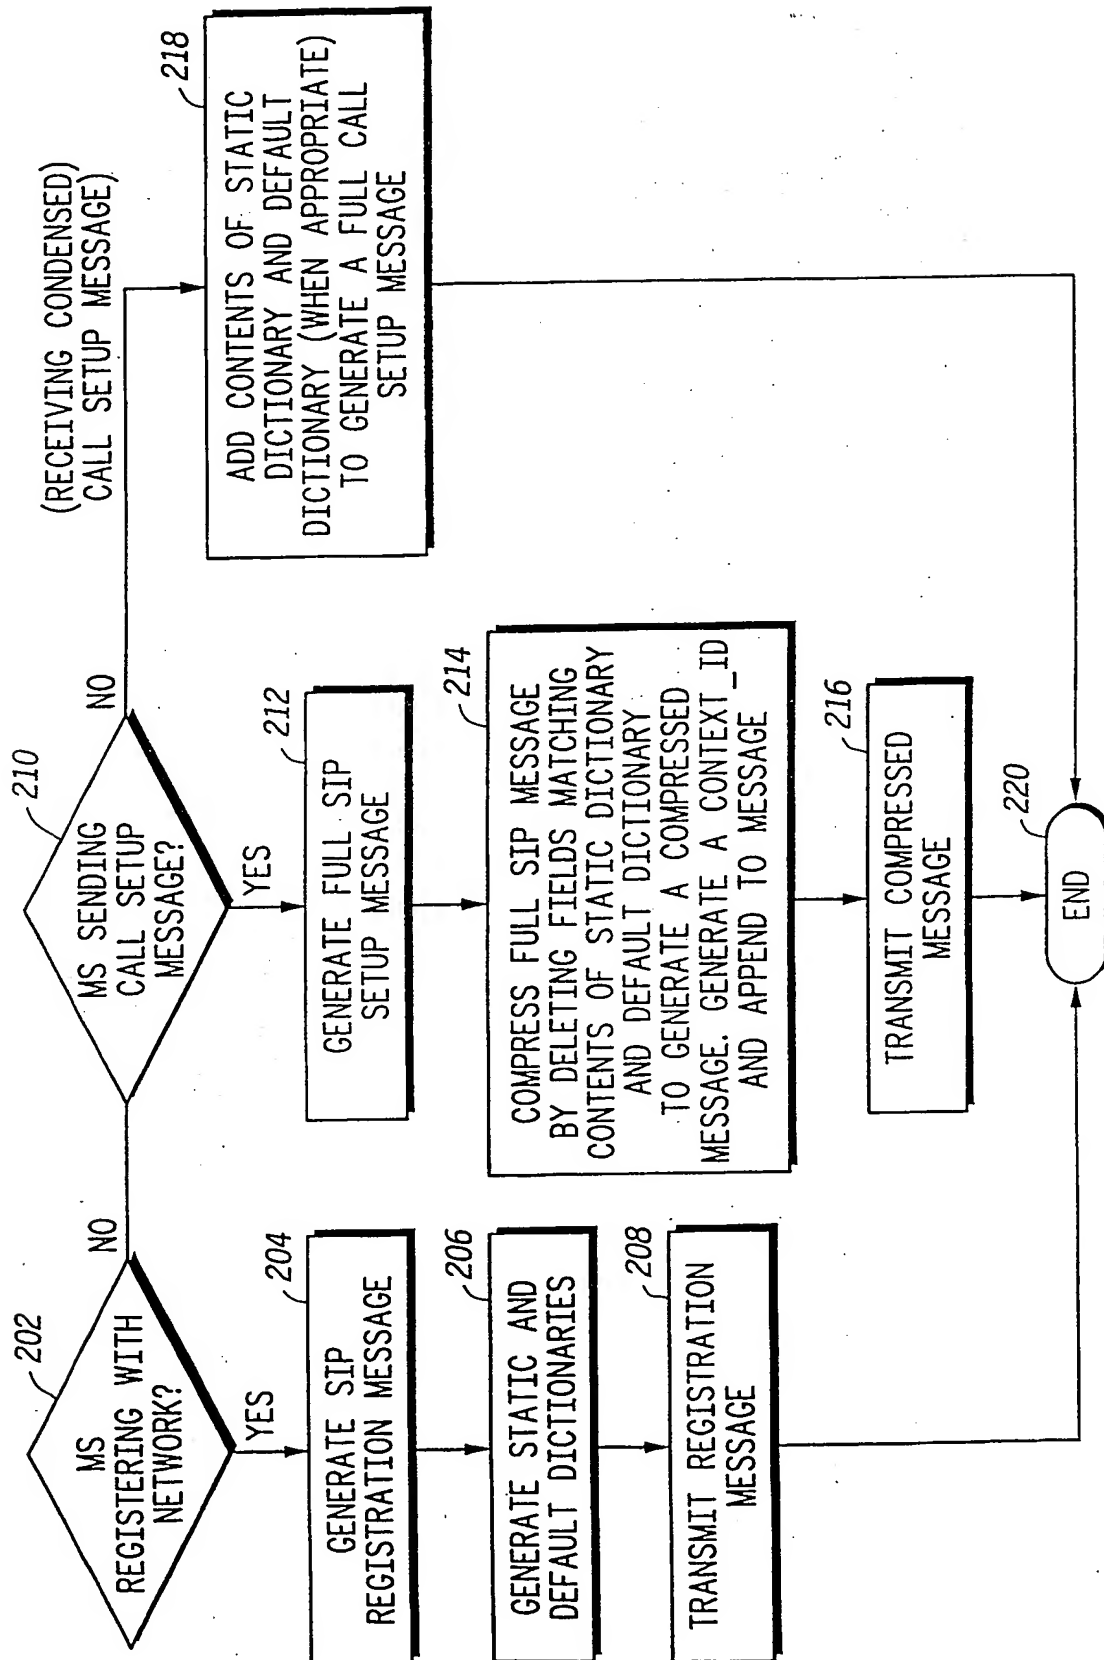 202
MS
REGISTERING WITH
NETWORK?
NO
YES
204
GENERATE SIP
REGISTRATION MESSAGE
206
GENERATE STATIC AND
DEFAULT DICTIONARIES
208
TRANSMIT REGISTRATION
MESSAGE
210
MS SENDING
CALL SETUP
MESSAGE?
NO
YES
212
GENERATE FULL SIP
SETUP MESSAGE
214
COMPRESS FULL SIP MESSAGE
BY DELETING FIELDS MATCHING
CONTENTS OF STATIC DICTIONARY
AND DEFAULT DICTIONARY
TO GENERATE A COMPRESSED
MESSAGE. GENERATE A CONTEXT_ID
AND APPEND TO MESSAGE
216
TRANSMIT COMPRESSED
MESSAGE
(RECEIVING CONDENSED)
CALL SETUP MESSAGE)
218
ADD CONTENTS OF STATIC
DICTIONARY AND DEFAULT
DICTIONARY (WHEN APPROPRIATE)
TO GENERATE A FULL CALL
SETUP MESSAGE
220
END